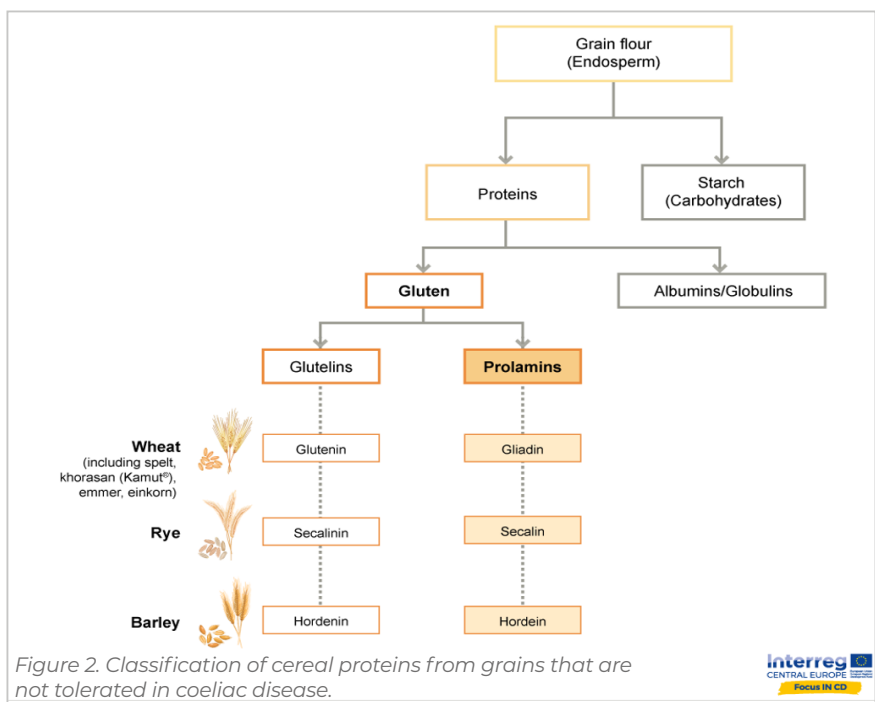 Grain flour
(Endosperm)
Proteins
Starch
(Carbohydrates)
Gluten
Albumins/Globulins
Glutelins
Prolamins
Wheat
(including spelt,
khorasan (Kamut®),
emmer, einkorn)
Glutenin
Gliadin
Rye
Secalinin
Secalin
Barley
Hordenin
Hordein
Figure 2. Classification of cereal proteins from grains that are
not tolerated in coeliac disease.
Interreg
CENTRAL EUROPE
Focus IN CD